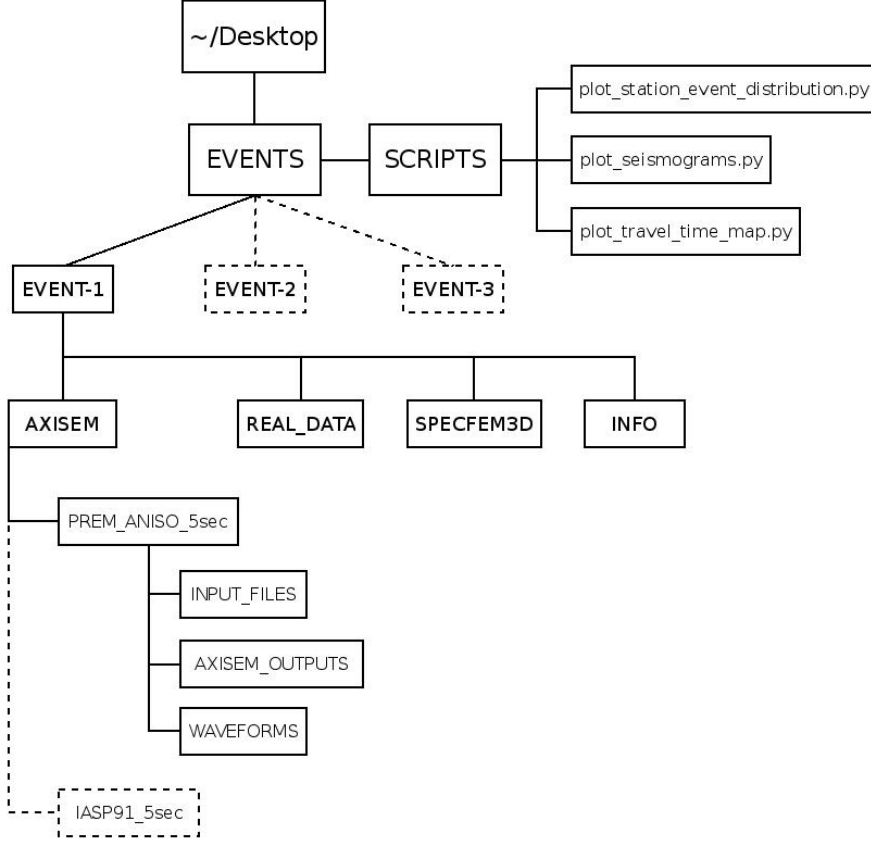 ~/Desktop
plot_station_event_distribution.py
EVENTS
SCRIPTS
plot_seismograms.py
plot_travel_time_map.py
EVENT-1
EVENT-2
EVENT-3
AXISEM
REAL_DATA
SPECFEM3D
INFO
PREM_ANISO_5sec
INPUT_FILES
AXISEM_OUTPUTS
WAVEFORMS
IASP91_5sec